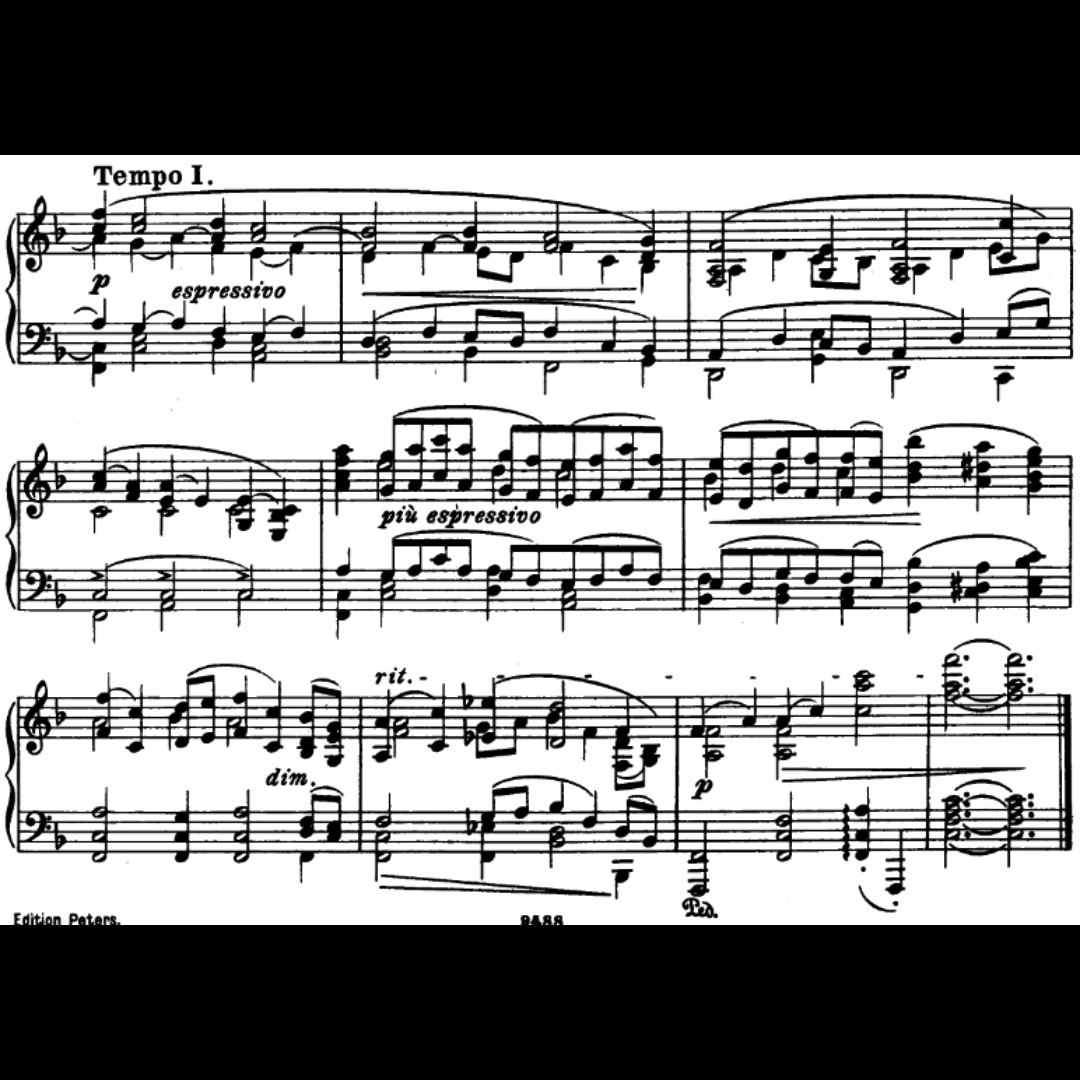 Tempo I.
p
espressivo
più espressivo
rit. - - - - - -
dim.
p
Ped.
Edition Peters. 9488